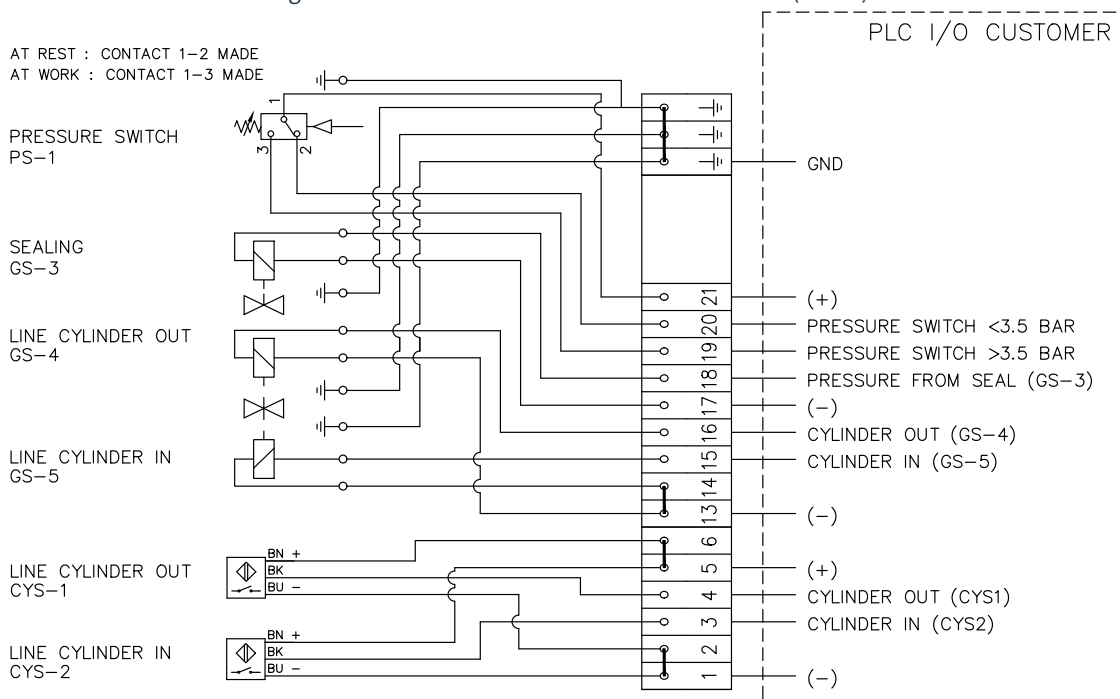 PLC I/O CUSTOMER
AT REST : CONTACT 1-2 MADE
AT WORK : CONTACT 1-3 MADE
1
3
2
PRESSURE SWITCH
PS-1
GND
SEALING
GS-3
LINE CYLINDER OUT
GS-4
LINE CYLINDER IN
GS-5
21 (+)
20 PRESSURE SWITCH <3.5 BAR
19 PRESSURE SWITCH >3.5 BAR
18 PRESSURE FROM SEAL (GS-3)
17 (-)
16 CYLINDER OUT (GS-4)
15 CYLINDER IN (GS-5)
14
13 (-)
6
5 (+)
4 CYLINDER OUT (CYS1)
3 CYLINDER IN (CYS2)
2
1 (-)
LINE CYLINDER OUT
CYS-1
BN +
BK
BU -
LINE CYLINDER IN
CYS-2
BN +
BK
BU -